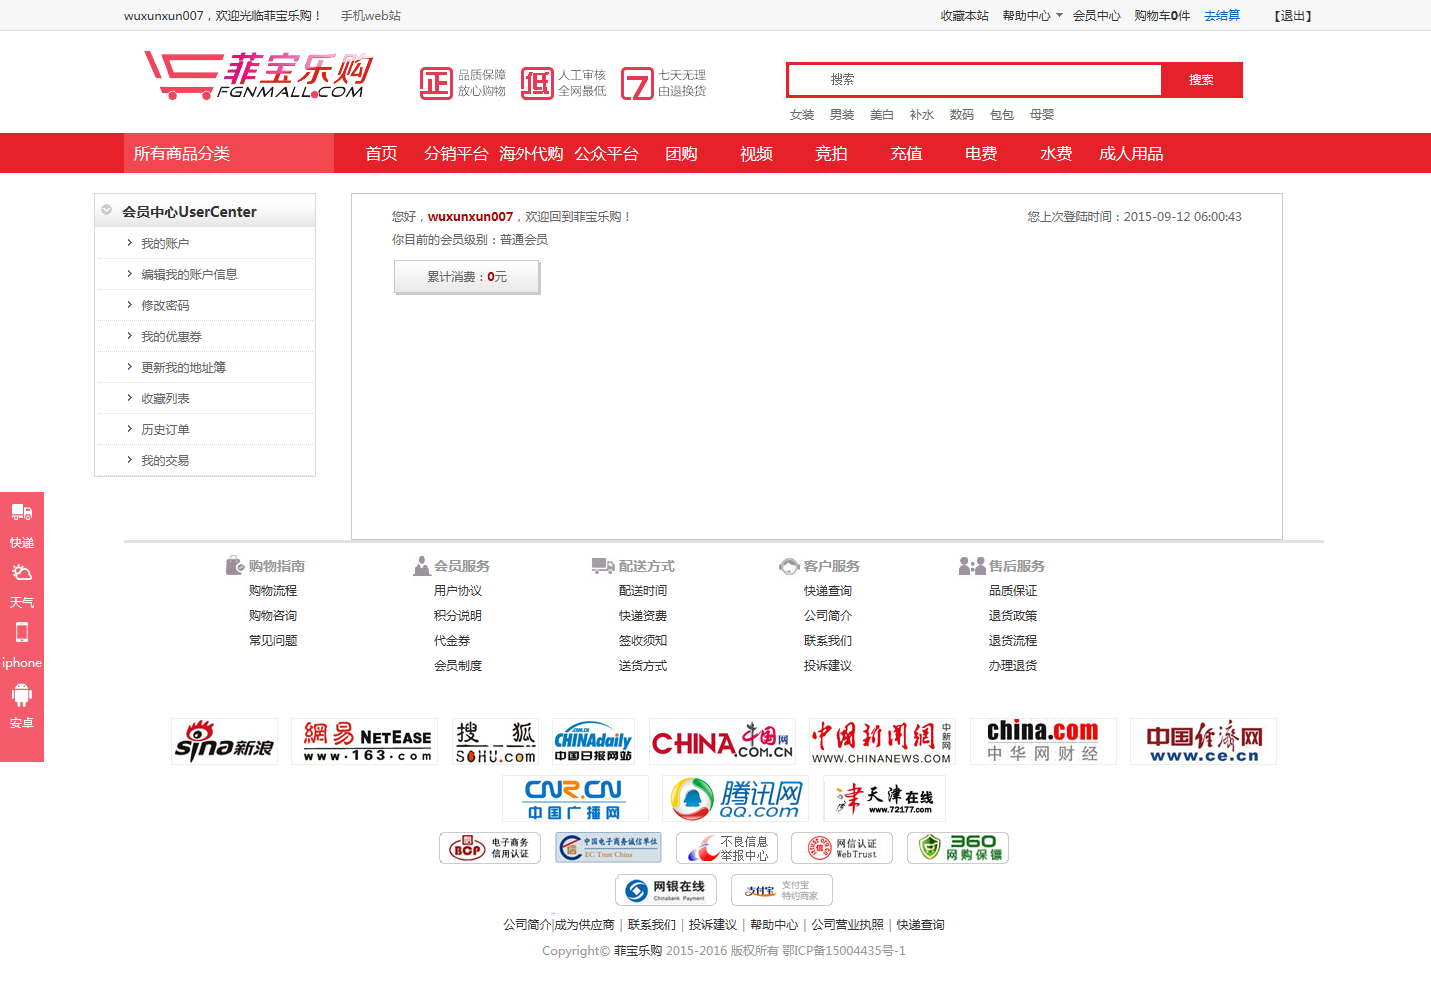 wuxunxun007，欢迎光临菲宝乐购！ 手机web站 收藏本站 帮助中心 会员中心 购物车0件 去结算 【退出】
菲宝乐购
FGNMALL.COM
正 品质保障 放心购物 低 人工审核 全网最低 7 七天无理 由退换货
搜索 搜索
女装 男装 美白 补水 数码 包包 母婴
所有商品分类 首页 分销平台 海外代购 公众平台 团购 视频 竞拍 充值 电费 水费 成人用品
会员中心UserCenter
我的账户
编辑我的账户信息
修改密码
我的优惠券
更新我的地址簿
收藏列表
历史订单
我的交易
您好，wuxunxun007，欢迎回到菲宝乐购！ 您上次登陆时间：2015-09-12 06:00:43
你目前的会员级别：普通会员
累计消费：0元
快递
天气
iphone
安卓
购物指南 会员服务 配送方式 客户服务 售后服务
购物流程 用户协议 配送时间 快递查询 品质保证
购物咨询 积分说明 快递资费 公司简介 退货政策
常见问题 代金券 签收须知 联系我们 退货流程
会员制度 送货方式 投诉建议 办理退货
sina新浪 網易 NETEASE www·163.com 搜狐 SOHU.com .com.cn CHINAdaily 中国日报网站 CHINA牛国网 .COM.CN 中國新聞網 中新网 WWW.CHINANEWS.COM china.com 中华网财经 中国经济网 www.ce.cn
CNR.CN 中国广播网 腾讯网 QQ.com 津 天津在线 www.72177.com
BCP 电子商务 信用认证 中国电子商务诚信单位 EC Trust China 不良信息 举报中心 网信认证 WebTrust 360 网购保镖
网银在线 Chinabank Payment 支付宝 支付宝 特约商家
公司简介|成为供应商 | 联系我们 | 投诉建议 | 帮助中心 | 公司营业执照 | 快递查询
Copyright© 菲宝乐购 2015-2016 版权所有 鄂ICP备15004435号-1